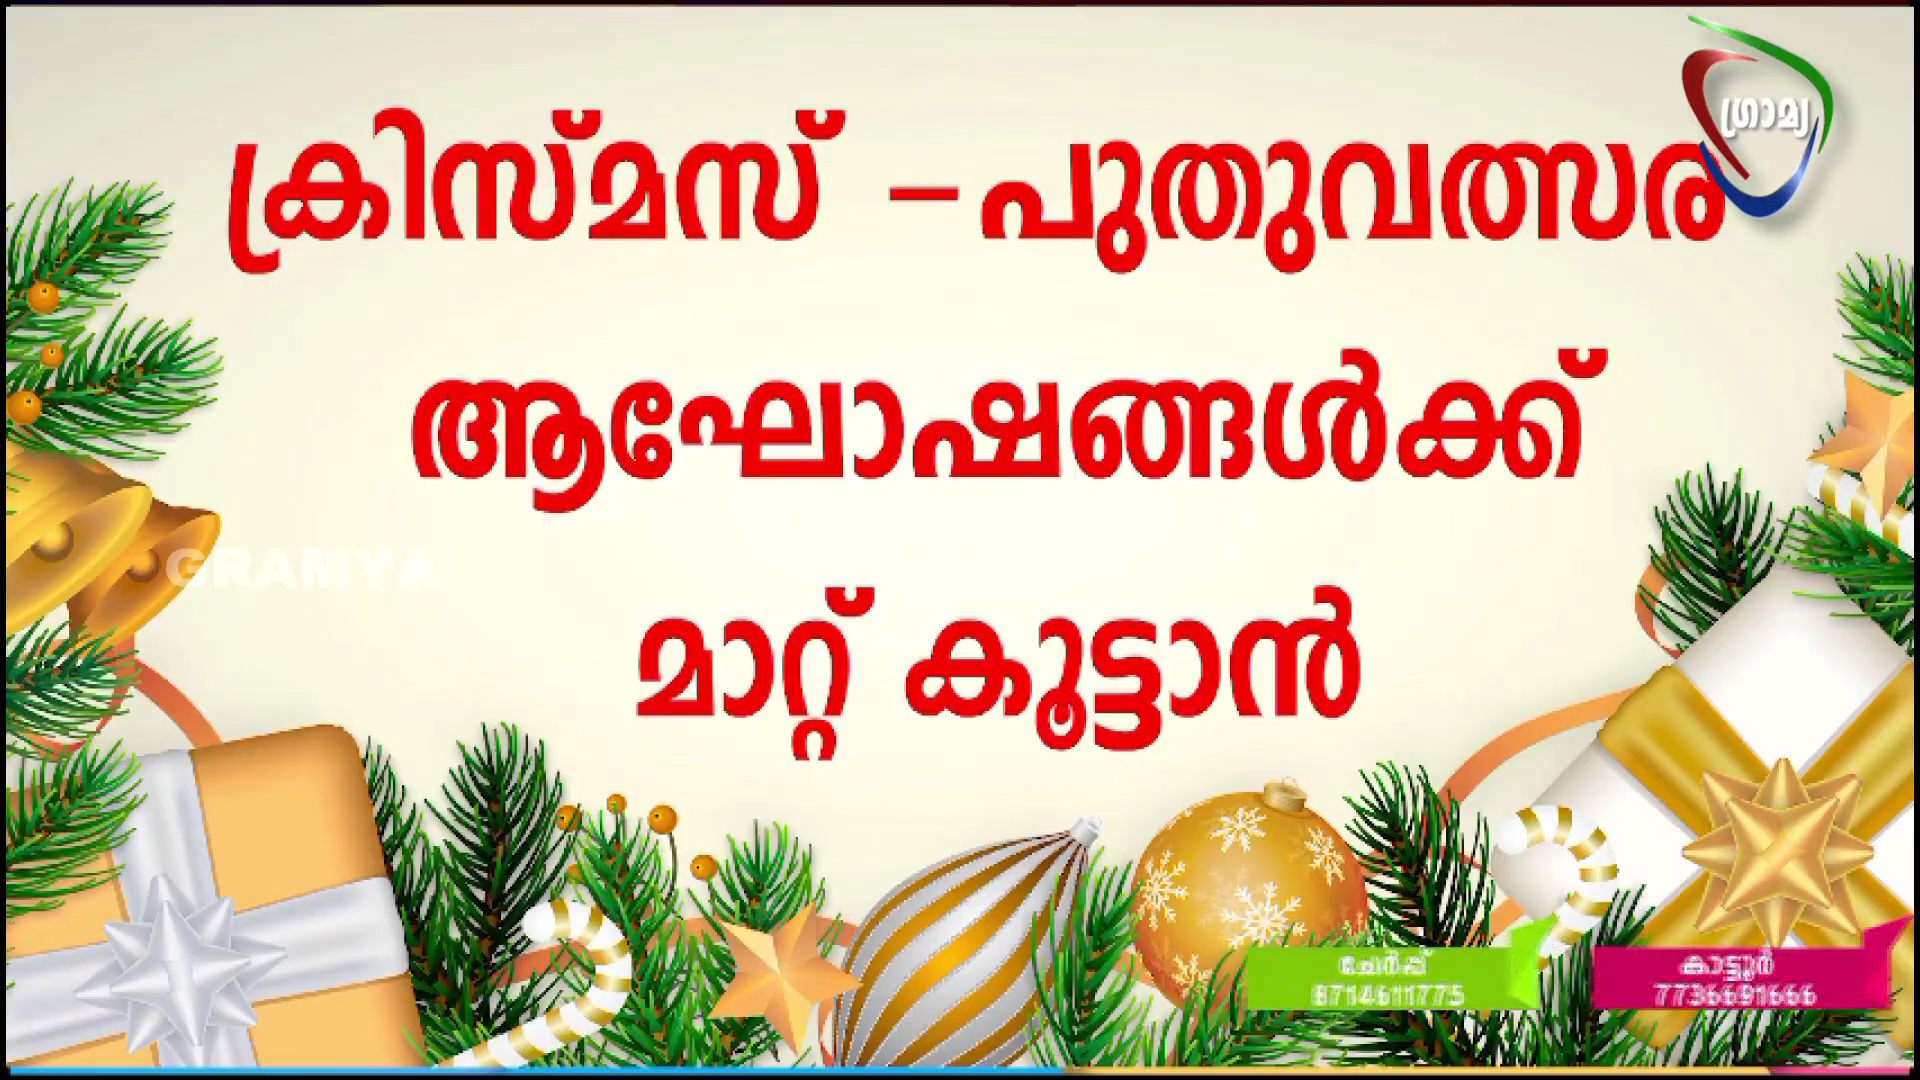 ഗ്രാമ്യ
ക്രിസ്മസ് -പുതുവത്സര
ആഘോഷങ്ങൾക്ക്
GRAMYA
മാറ്റ് കൂട്ടാൻ
ചേർപ്പ്
8714611775
കാട്ടൂർ
7736691666